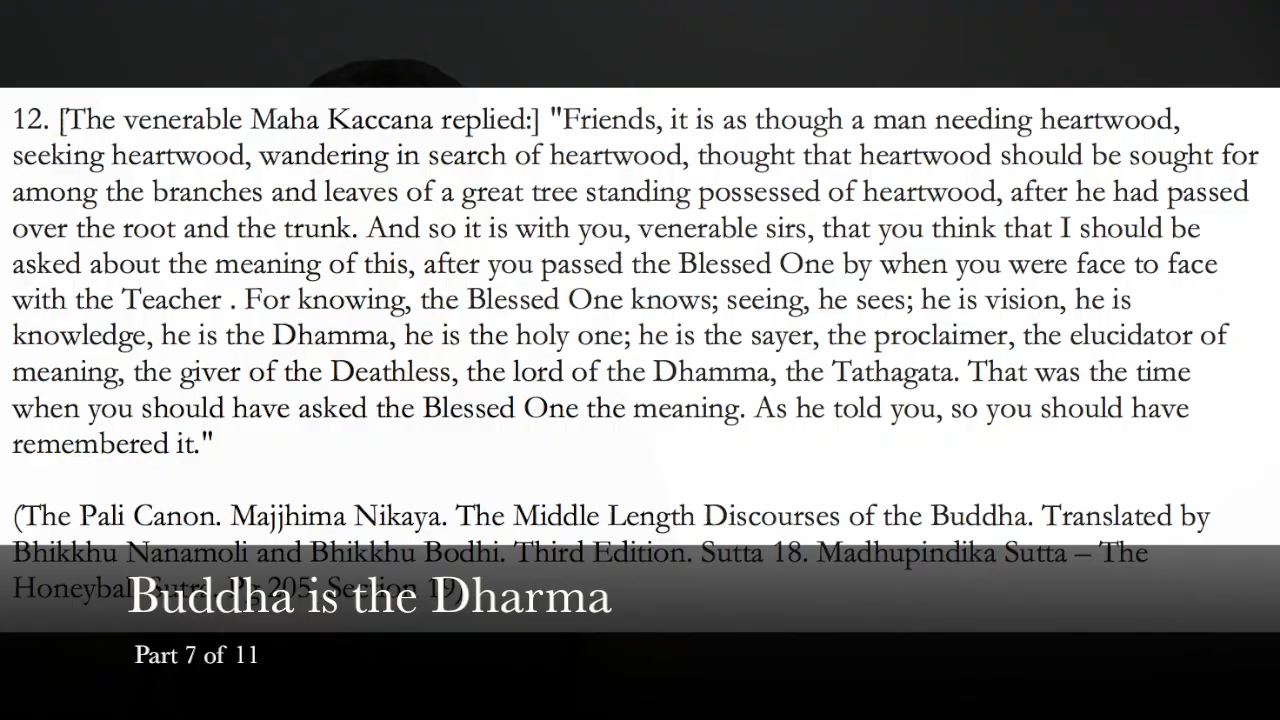 12. [The venerable Maha Kaccana replied:] "Friends, it is as though a man needing heartwood,
seeking heartwood, wandering in search of heartwood, thought that heartwood should be sought for
among the branches and leaves of a great tree standing possessed of heartwood, after he had passed
over the root and the trunk. And so it is with you, venerable sirs, that you think that I should be
asked about the meaning of this, after you passed the Blessed One by when you were face to face
with the Teacher . For knowing, the Blessed One knows; seeing, he sees; he is vision, he is
knowledge, he is the Dhamma, he is the holy one; he is the sayer, the proclaimer, the elucidator of
meaning, the giver of the Deathless, the lord of the Dhamma, the Tathagata. That was the time
when you should have asked the Blessed One the meaning. As he told you, so you should have
remembered it."
(The Pali Canon. Majjhima Nikaya. The Middle Length Discourses of the Buddha. Translated by
Bhikkhu Nanamoli and Bhikkhu Bodhi. Third Edition. Sutta 18. Madhupindika Sutta – The
Honeyball Pg 205. Section 19)
Buddha is the Dharma
Part 7 of 11